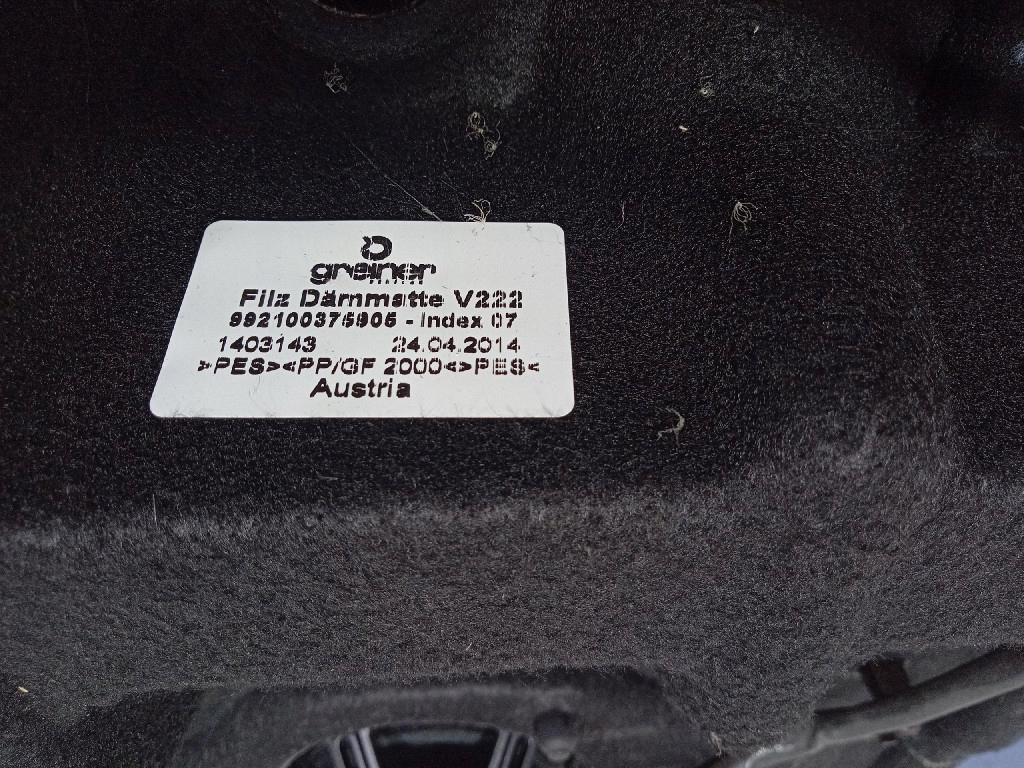 greiner
Filz Dämmatte V222
992100375905 - Index 07
1403143 24.04.2014
>PES><PP/GF 2000<>PES<
Austria